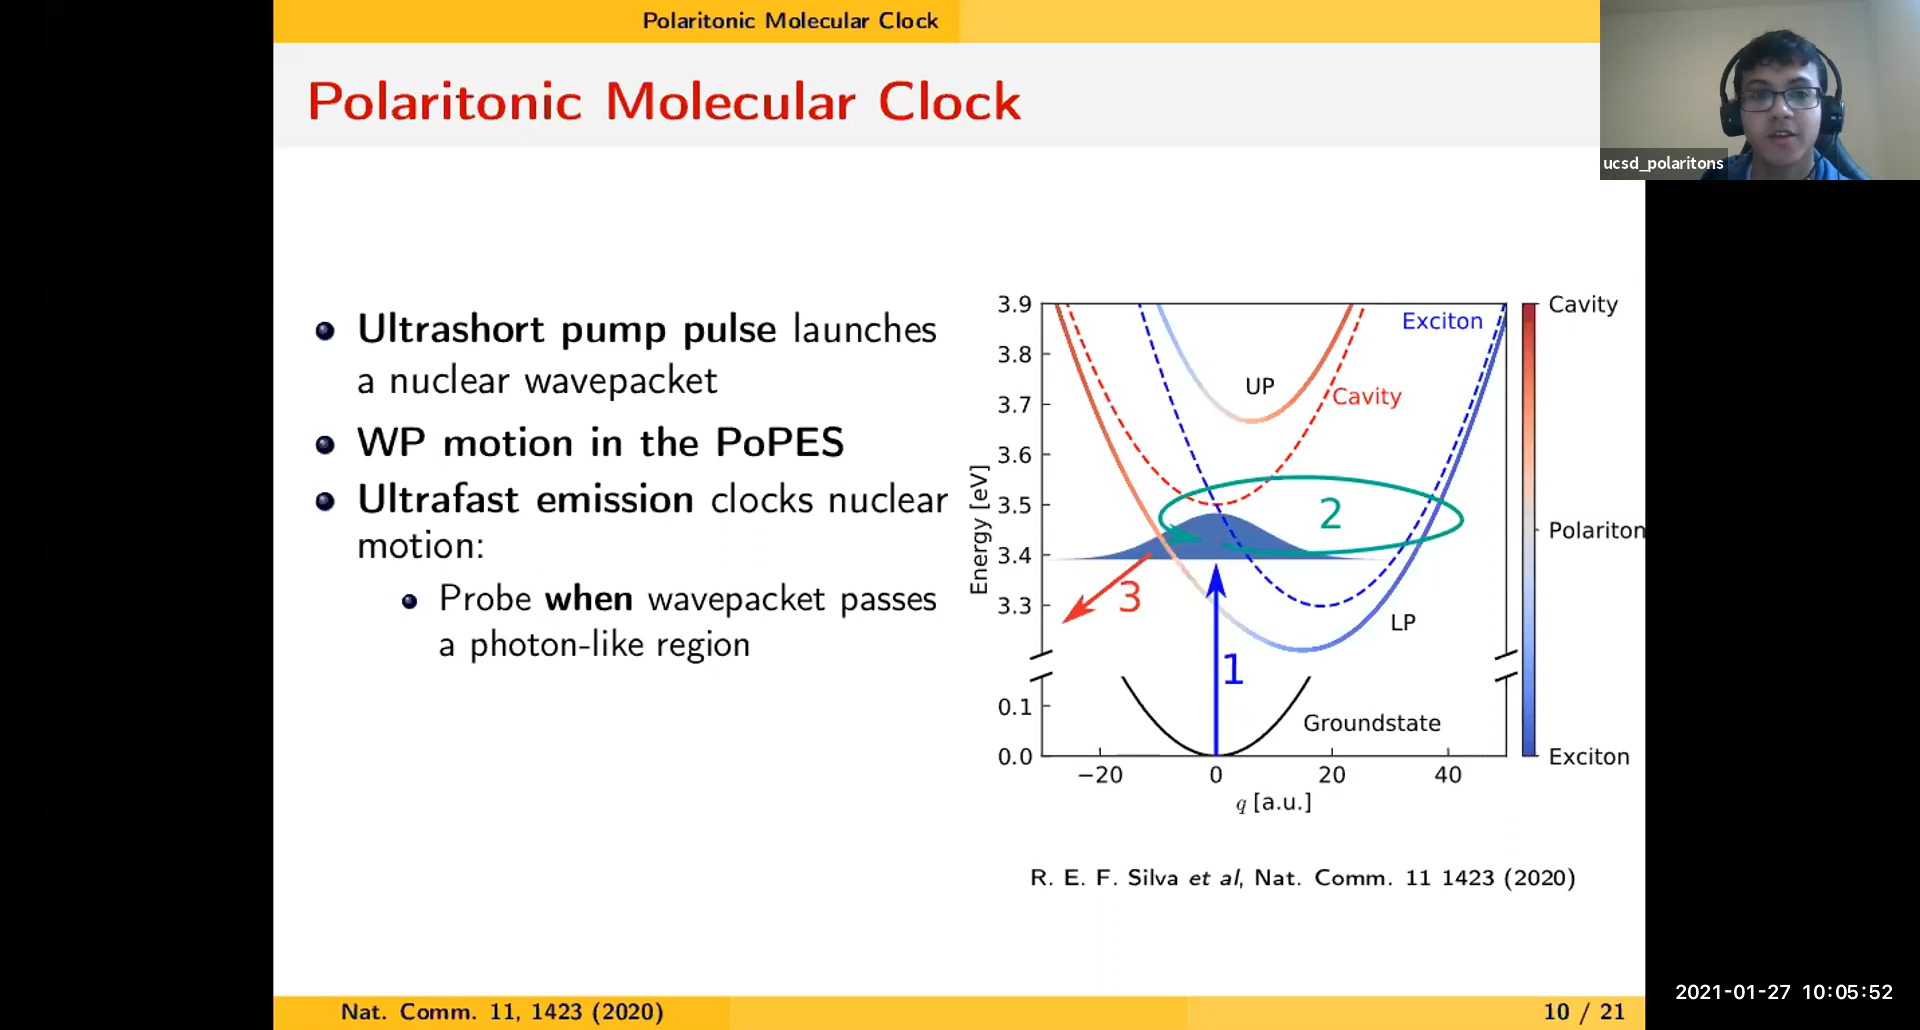 Polaritonic Molecular Clock
Polaritonic Molecular Clock
ucsd_polaritons
Ultrashort pump pulse launches
a nuclear wavepacket
WP motion in the PoPES
Ultrafast emission clocks nuclear
motion:
Probe when wavepacket passes
a photon-like region
3.9
3.8
3.7
3.6
3.5
3.4
3.3
0.1
0.0
Energy [eV]
Exciton
UP
Cavity
2
3
LP
1
Groundstate
−20 0 20 40
q [a.u.]
Cavity
Polariton
Exciton
R. E. F. Silva et al, Nat. Comm. 11 1423 (2020)
Nat. Comm. 11, 1423 (2020)
10 / 21
2021-01-27 10:05:52